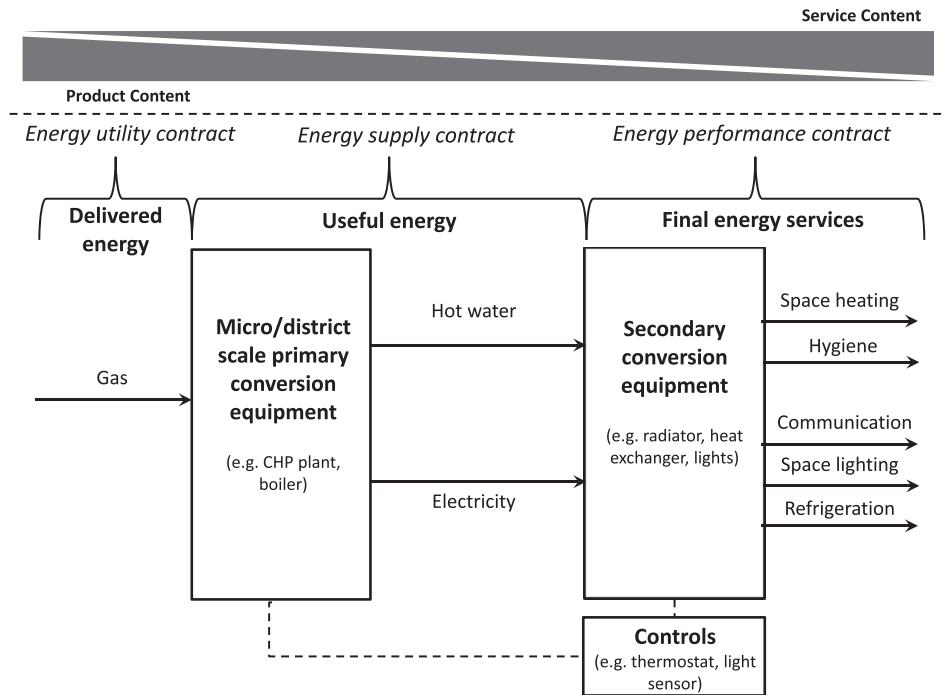 Service Content
Product Content
Energy utility contract
Energy supply contract
Energy performance contract
Delivered
energy
Useful energy
Final energy services
Gas
Micro/district
scale primary
conversion
equipment
(e.g. CHP plant,
boiler)
Hot water
Electricity
Secondary
conversion
equipment
(e.g. radiator, heat
exchanger, lights)
Space heating
Hygiene
Communication
Space lighting
Refrigeration
Controls
(e.g. thermostat, light
sensor)